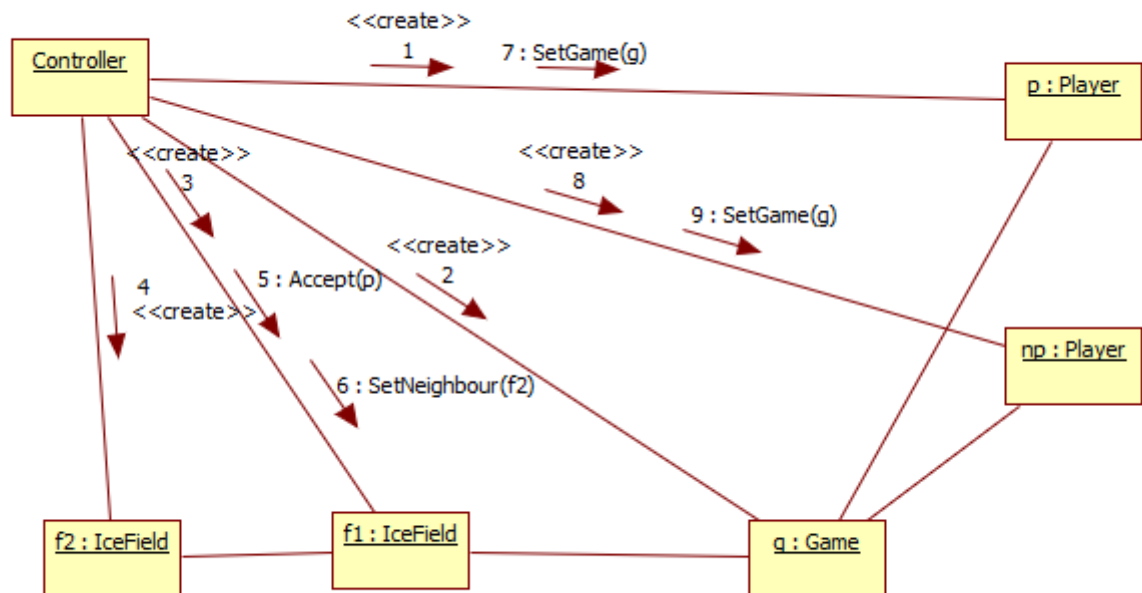 <<create>>
1
7 : SetGame(g)
Controller
p : Player
<<create>>
3
<<create>>
8
9 : SetGame(g)
<<create>>
2
4
<<create>>
5 : Accept(p)
np : Player
6 : SetNeighbour(f2)
f2 : IceField
f1 : IceField
g : Game